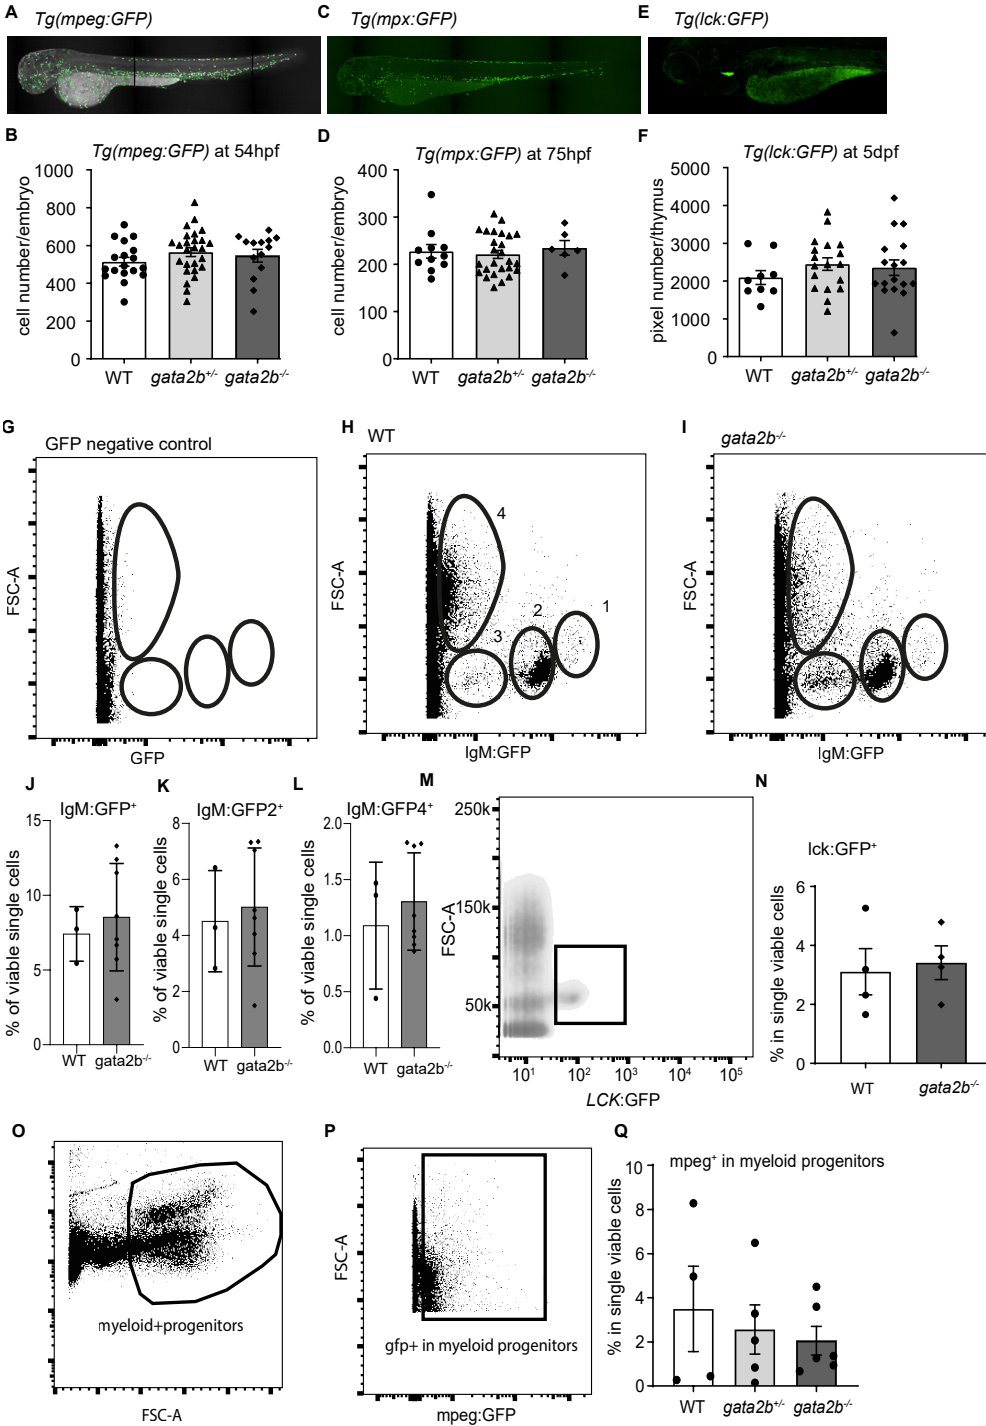 A Tg(mpeg:GFP)
C Tg(mpx:GFP)
E Tg(lck:GFP)
B
Tg(mpeg:GFP) at 54hpf
cell number/embryo
1000
800
600
400
200
0
WT gata2b+/- gata2b-/-
D
Tg(mpx:GFP) at 75hpf
cell number/embryo
400
300
200
100
0
WT gata2b+/- gata2b-/-
F
Tg(lck:GFP) at 5dpf
pixel number/thymus
5000
4000
3000
2000
1000
0
WT gata2b+/- gata2b-/-
G
GFP negative control
FSC-A
GFP
H
WT
FSC-A
4
3
2
1
IgM:GFP
I
gata2b-/-
FSC-A
IgM:GFP
J
IgM:GFP+
% of viable single cells
15
10
5
0
WT gata2b-/-
K
IgM:GFP2+
% of viable single cells
8
6
4
2
0
WT gata2b-/-
L
IgM:GFP4+
% of viable single cells
2.0
1.5
1.0
0.5
0.0
WT gata2b-/-
M
FSC-A
250k
150k
50k
10¹ 10² 10³ 10⁴ 10⁵
LCK:GFP
N
lck:GFP+
% in single viable cells
6
4
2
0
WT gata2b-/-
O
myeloid+progenitors
FSC-A
P
FSC-A
gfp+ in myeloid progenitors
mpeg:GFP
Q
mpeg+ in myeloid progenitors
% in single viable cells
10
8
6
4
2
0
WT gata2b+/- gata2b-/-